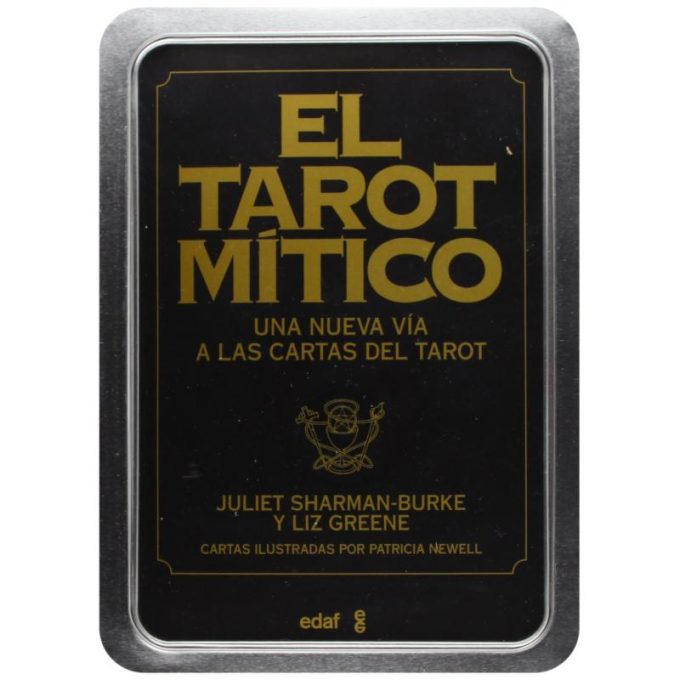 EL
TAROT
MÍTICO
UNA NUEVA VÍA
A LAS CARTAS DEL TAROT
JULIET SHARMAN-BURKE
Y LIZ GREENE
CARTAS ILUSTRADAS POR PATRICIA NEWELL
edaf